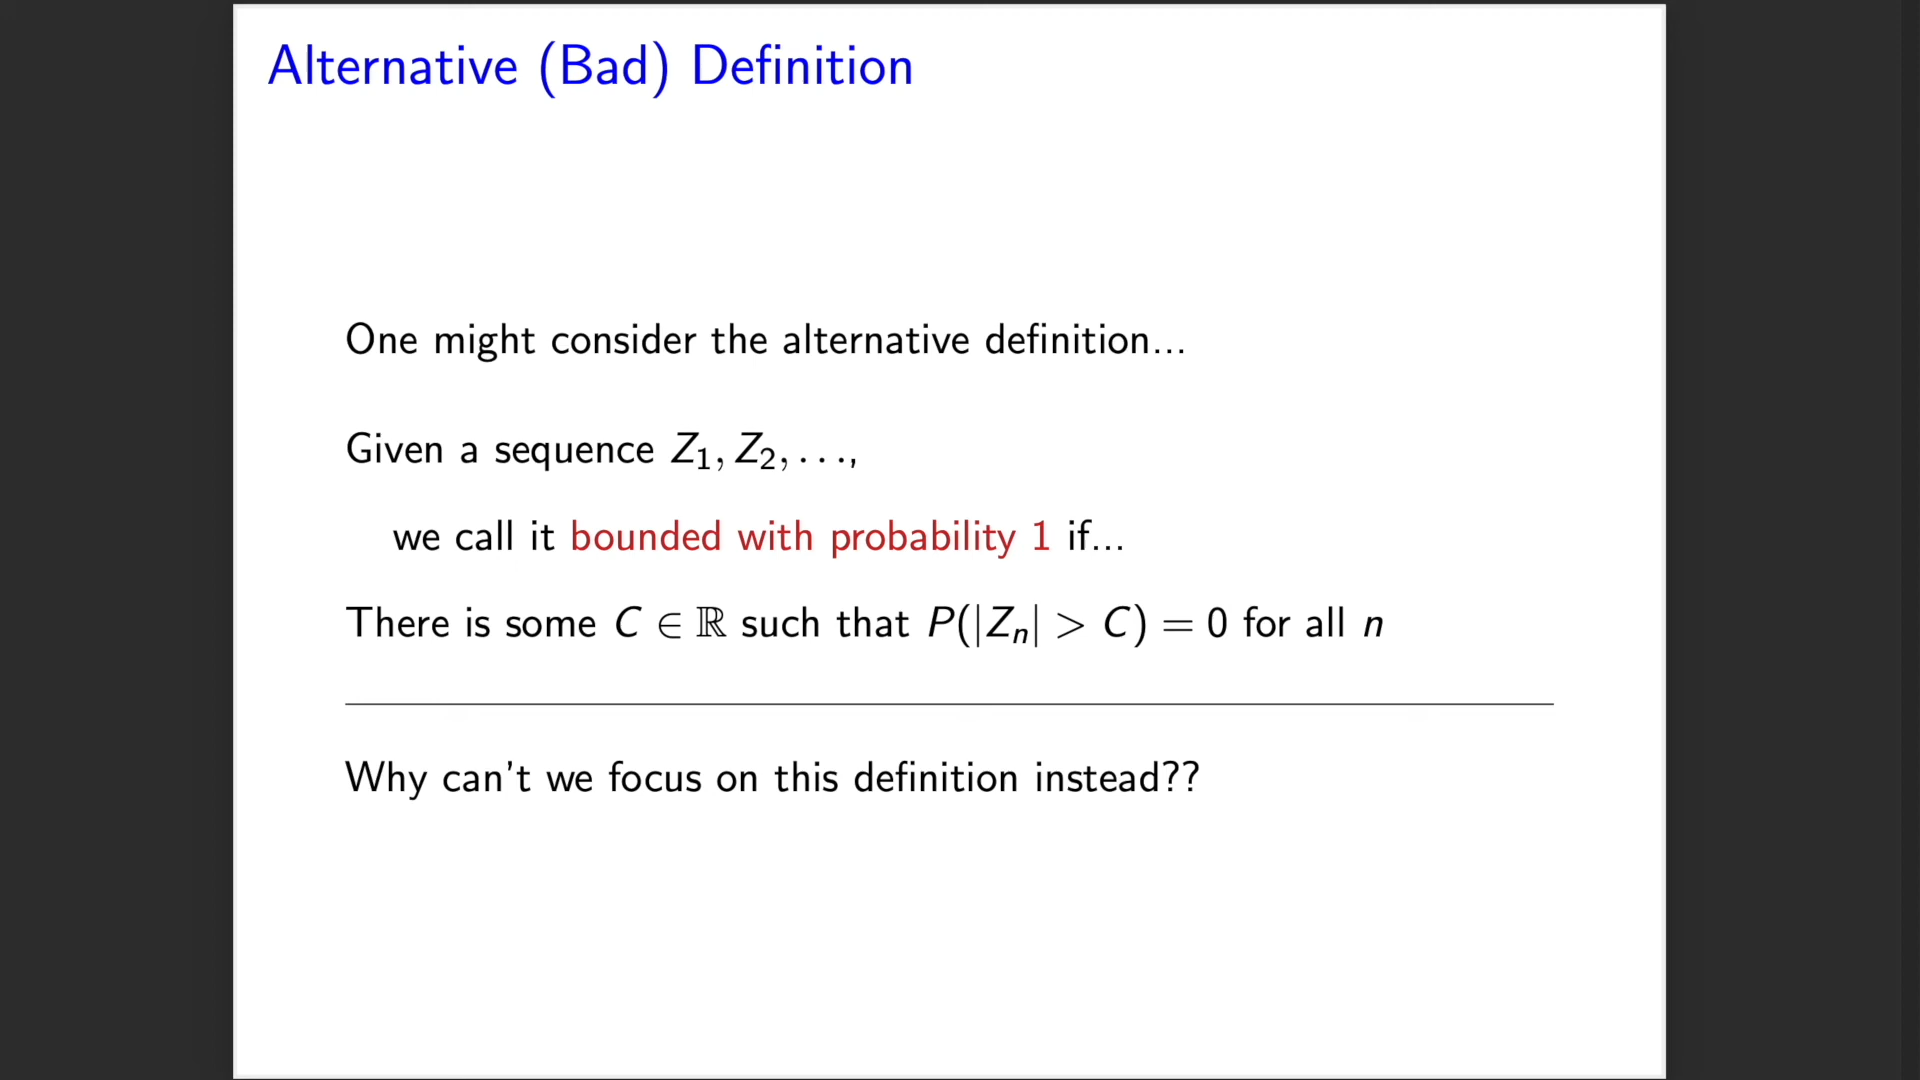 Alternative (Bad) Definition
One might consider the alternative definition...
Given a sequence Z₁, Z₂, . . .,
we call it bounded with probability 1 if...
There is some C ∈ ℝ such that P(|Zₙ| > C) = 0 for all n
Why can't we focus on this definition instead??